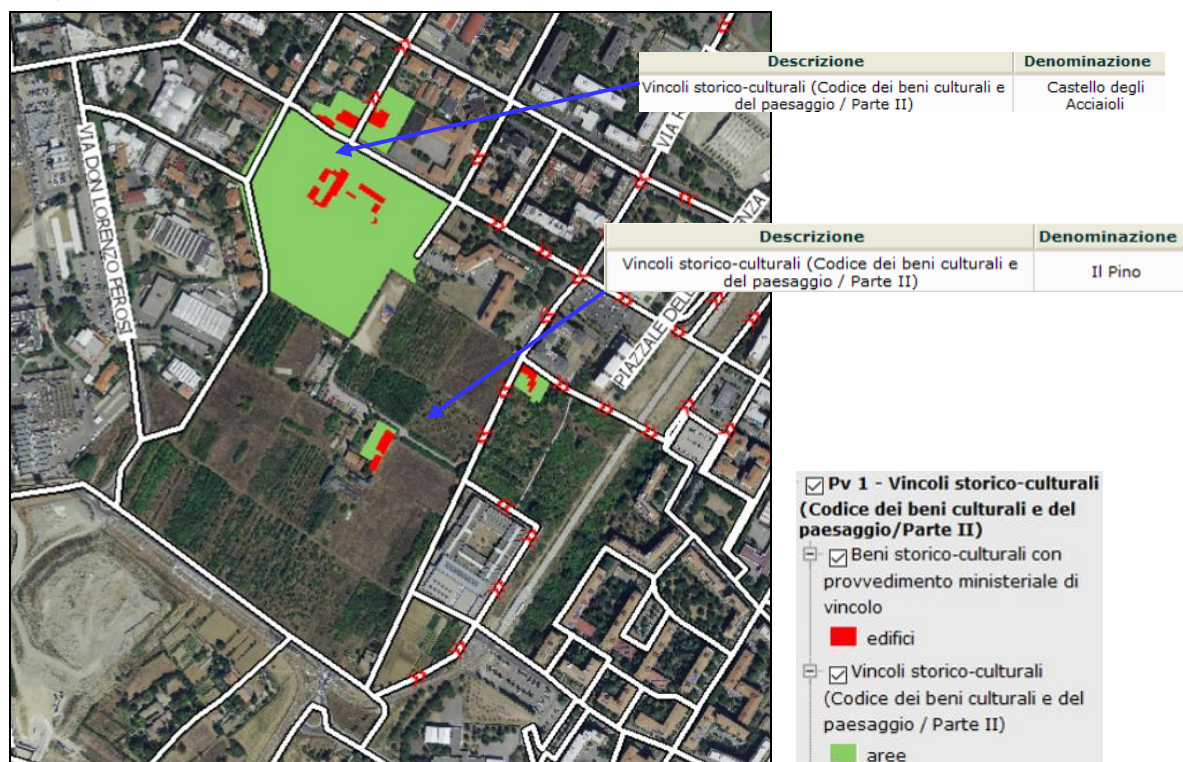 Descrizione Denominazione
Vincoli storico-culturali (Codice dei beni culturali e
del paesaggio / Parte II)
Castello degli
Acciaioli
Descrizione Denominazione
Vincoli storico-culturali (Codice dei beni culturali e
del paesaggio / Parte II)
Il Pino
VIA DON LORENZO PEROSI
VIA
PIAZZALE
Pv 1 - Vincoli storico-culturali
(Codice dei beni culturali e del
paesaggio/Parte II)
Beni storico-culturali con
provvedimento ministeriale di
vincolo
edifici
Vincoli storico-culturali
(Codice dei beni culturali e del
paesaggio / Parte II)
aree